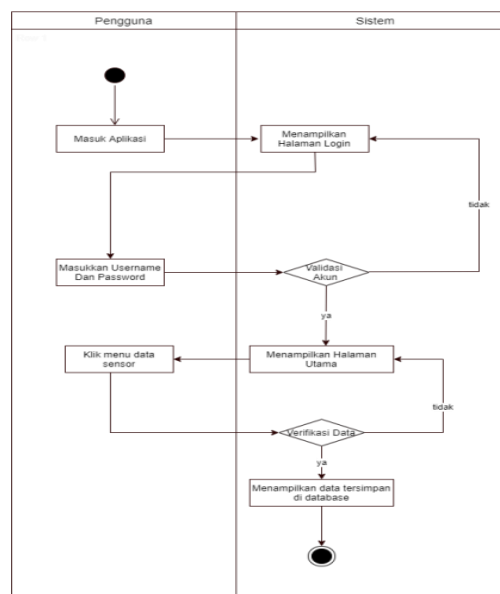 Pengguna
Sistem
Masuk Aplikasi
Menampilkan
Halaman Login
tidak
Masukkan Username
Dan Password
Validasi
Akun
ya
Klik menu data
sensor
Menampilkan Halaman
Utama
tidak
Verifikasi Data
ya
Menampilkan data tersimpan
di database